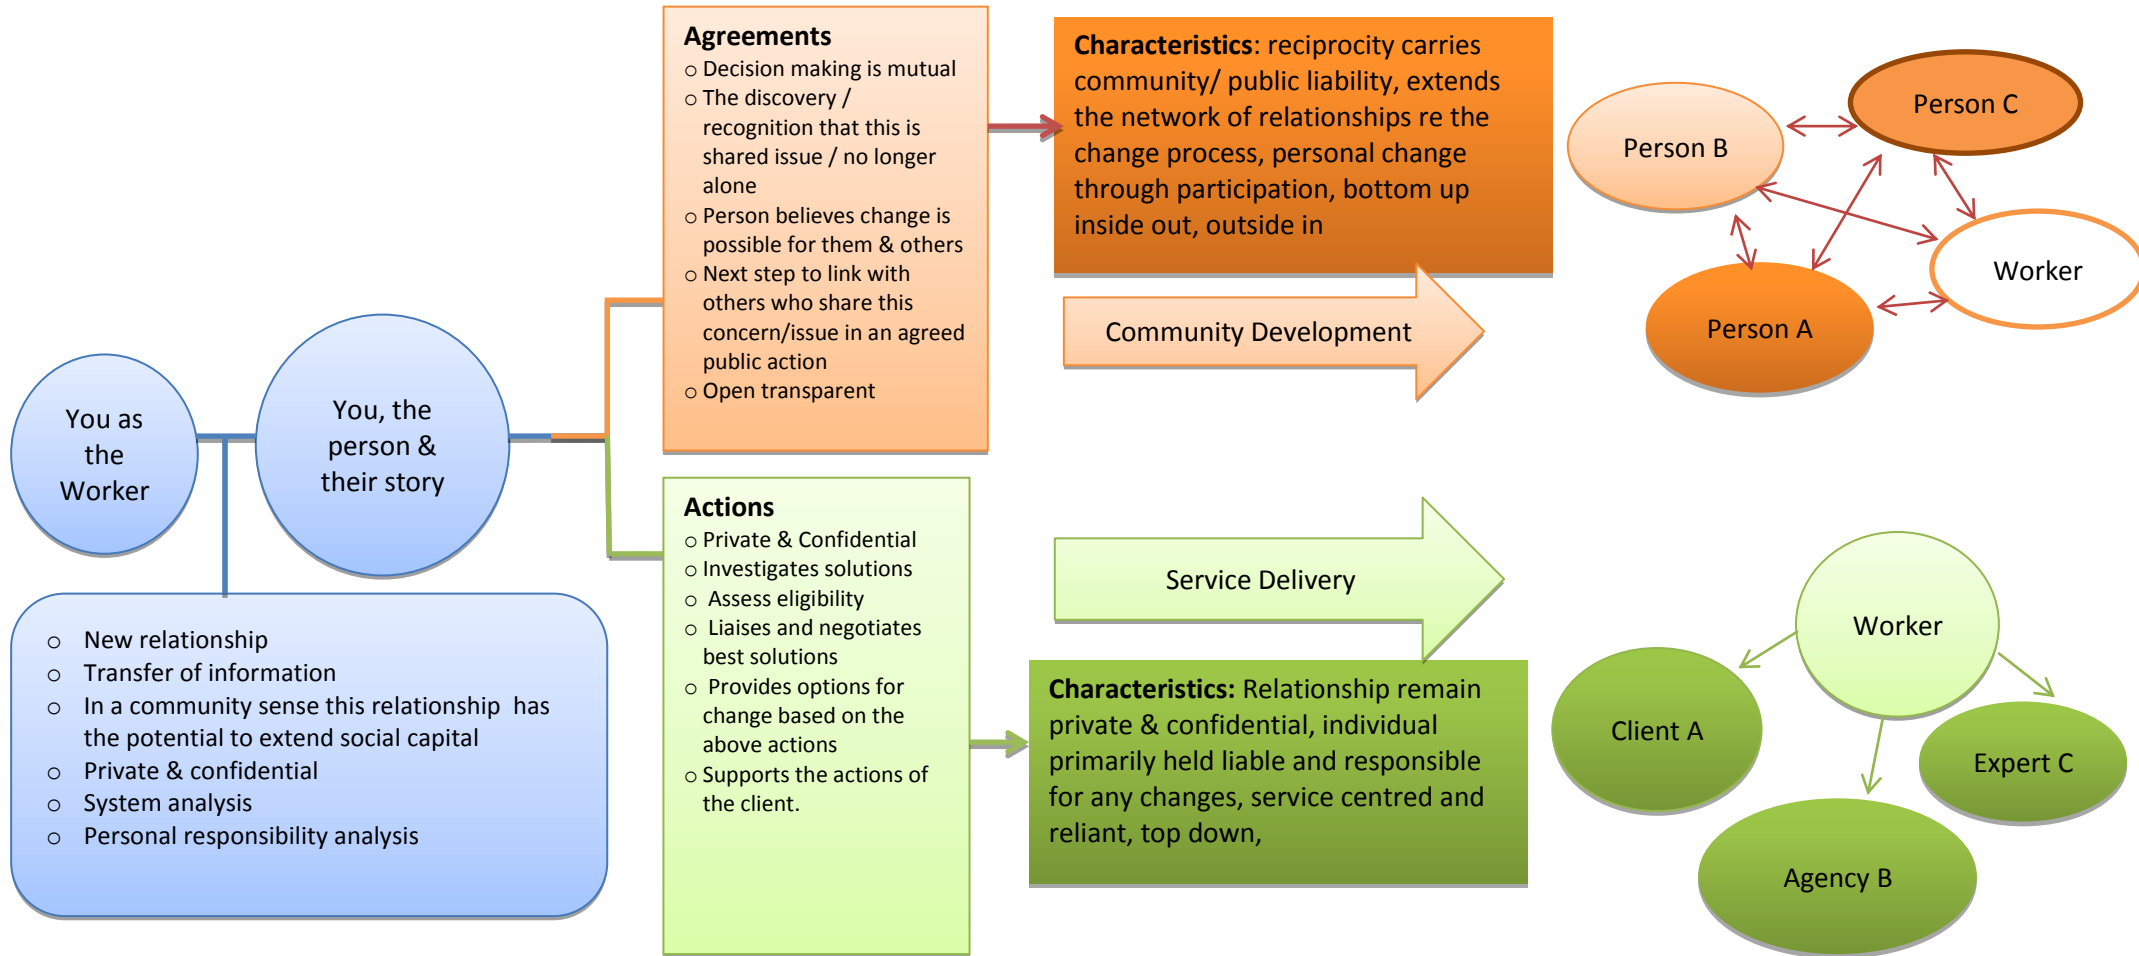 You as
the
Worker
You, the
person &
their story
o New relationship
o Transfer of information
o In a community sense this relationship  has
the potential to extend social capital
o Private & confidential
o System analysis
o Personal responsibility analysis
Agreements
o Decision making is mutual
o The discovery /
recognition that this is
shared issue / no longer
alone
o Person believes change is
possible for them & others
o Next step to link with
others who share this
concern/issue in an agreed
public action
o Open transparent
Characteristics: reciprocity carries
community/ public liability, extends
the network of relationships re the
change process, personal change
through participation, bottom up
inside out, outside in
Community Development
Person B
Person C
Worker
Person A
Actions
o Private & Confidential
o Investigates solutions
o Assess eligibility
o Liaises and negotiates
best solutions
o Provides options for
change based on the
above actions
o Supports the actions of
the client.
Service Delivery
Characteristics: Relationship remain
private & confidential, individual
primarily held liable and responsible
for any changes, service centred and
reliant, top down,
Worker
Client A
Expert C
Agency B